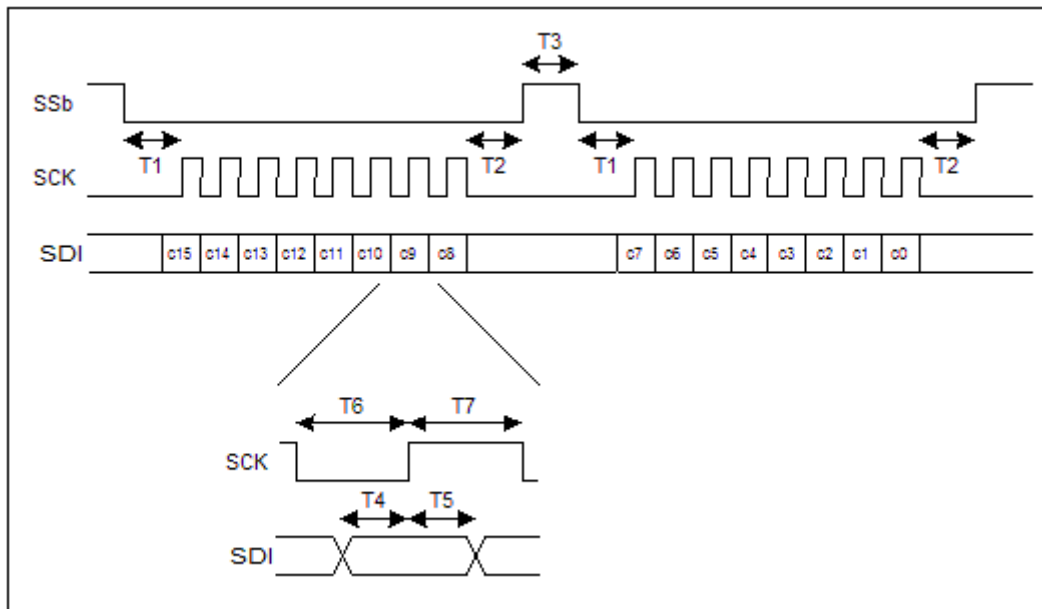 T3
SSb
T1 T2 T1 T2
SCK
SDI c15 c14 c13 c12 c11 c10 c9 c8 c7 c6 c5 c4 c3 c2 c1 c0
T6 T7
SCK
T4 T5
SDI